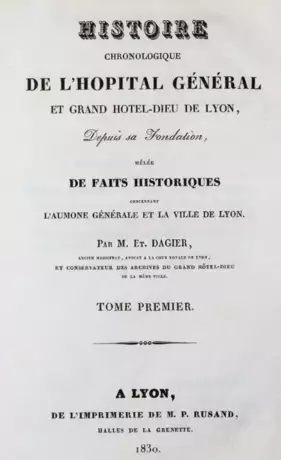 HISTOIRE
CHRONOLOGIQUE
DE L'HOPITAL GÉNÉRAL
ET GRAND HOTEL-DIEU DE LYON,
Depuis sa Fondation,
MÊLÉE
DE FAITS HISTORIQUES
CONCERNANT
L'AUMONE GÉNÉRALE ET LA VILLE DE LYON.
PAR M. ET. DAGIER,
ANCIEN MAGISTRAT, AVOCAT A LA COUR ROYALE DE LYON,
ET CONSERVATEUR DES ARCHIVES DU GRAND HÔTEL-DIEU
DE LA MÊME VILLE.
TOME PREMIER.
A LYON,
DE L'IMPRIMERIE DE M. P. RUSAND,
HALLES DE LA GRENETTE.
1830.